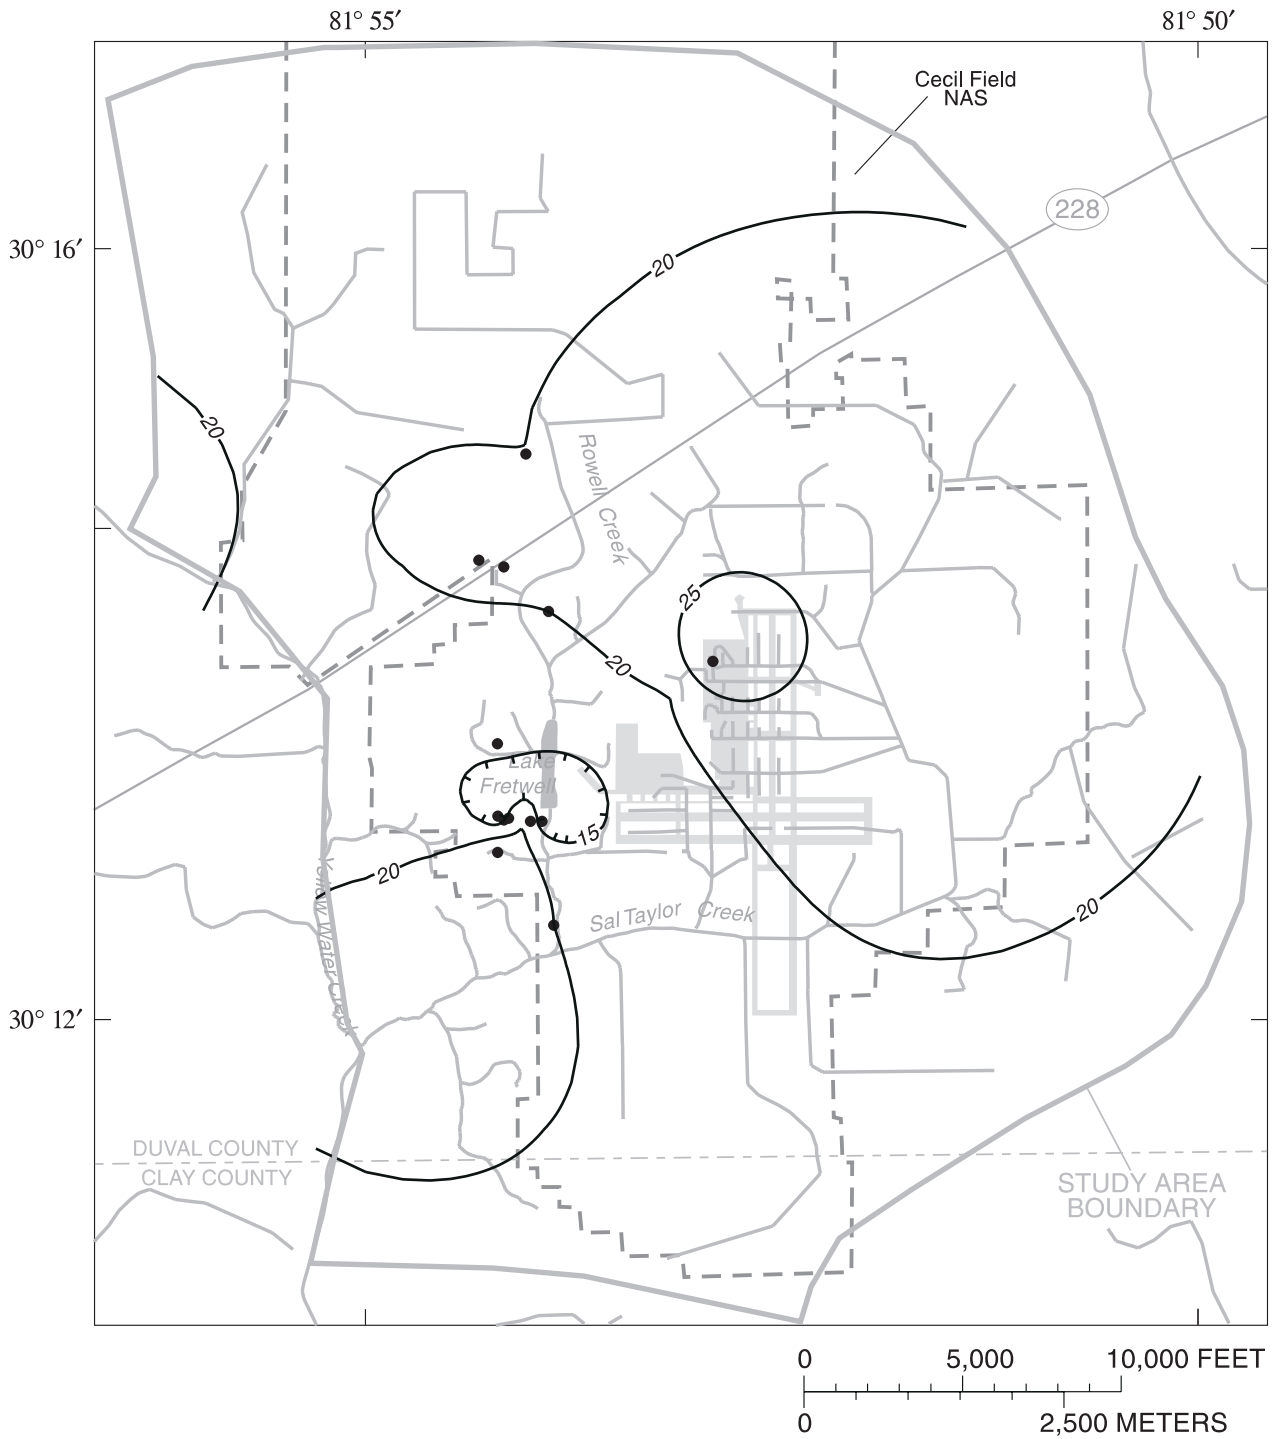 81° 55′
81° 50′
Cecil Field
NAS
228
30° 16′
20
20
Rowell Creek
25
20
Lake
Fretwell
15
20
Yellow Water Creek
Sal Taylor Creek
20
30° 12′
DUVAL COUNTY
CLAY COUNTY
STUDY AREA
BOUNDARY
0 5,000 10,000 FEET
0 2,500 METERS